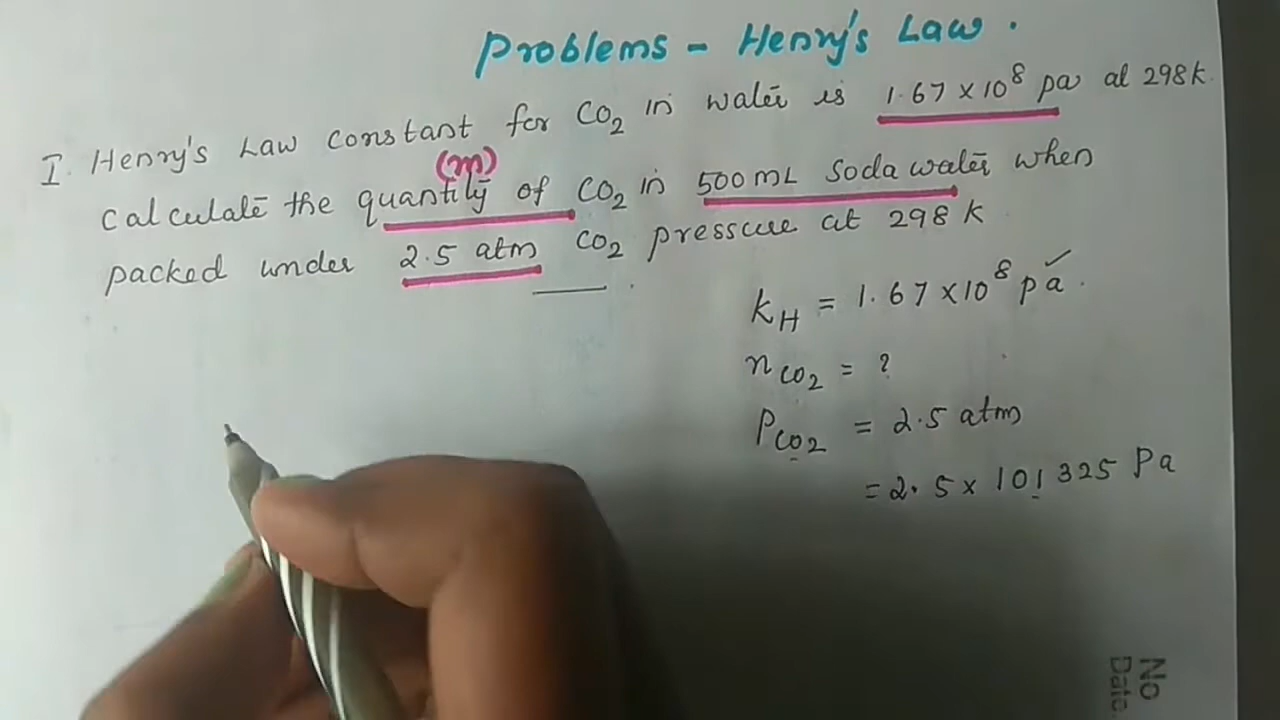 Problems - Henry's Law .
I. Henry's Law constant for CO2 in water is 1.67 x 10^8 pa at 298k.
(m)
Calculate the quantity of CO2 in 500 mL Soda water when
packed under 2.5 atm CO2 pressure at 298 k
kH = 1.67 x 10^8 pa ✓ .
nCO2 = ?
PCO2 = 2.5 atm
= 2.5 x 101325 Pa
No
Date